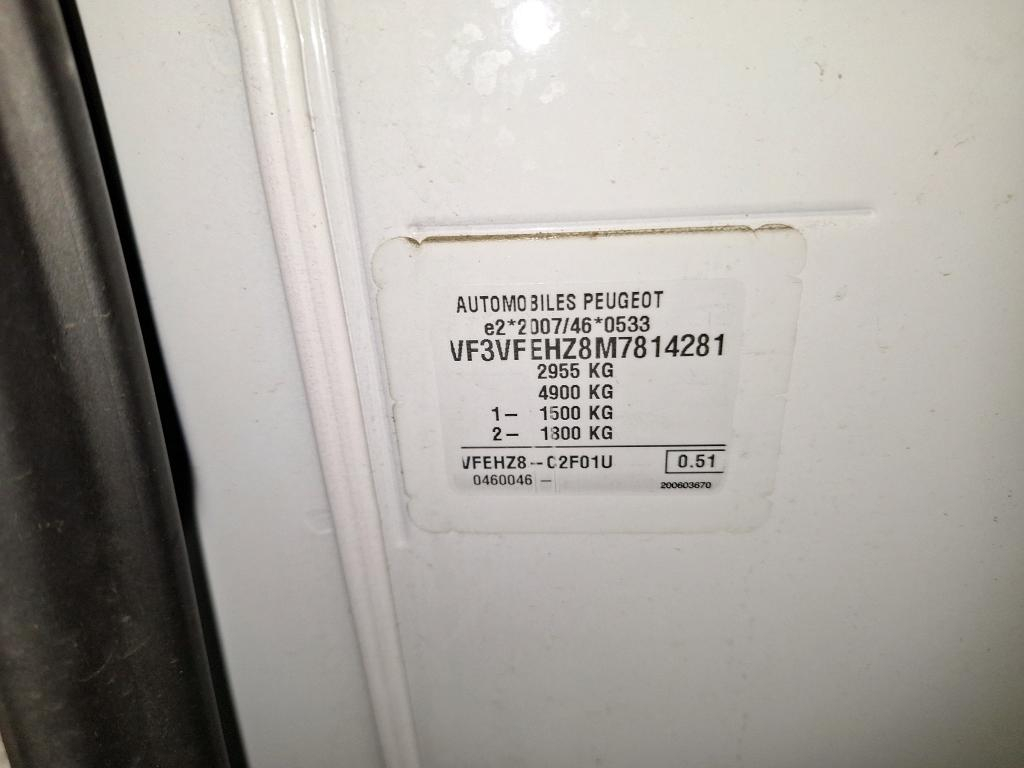 AUTOMOBILES PEUGEOT
e2*2007/46*0533
VF3VFEHZ8M7814281
2955 KG
4900 KG
1– 1500 KG
2– 1800 KG
VFEHZ8--C2F01U 0.51
0460046 – 200603670